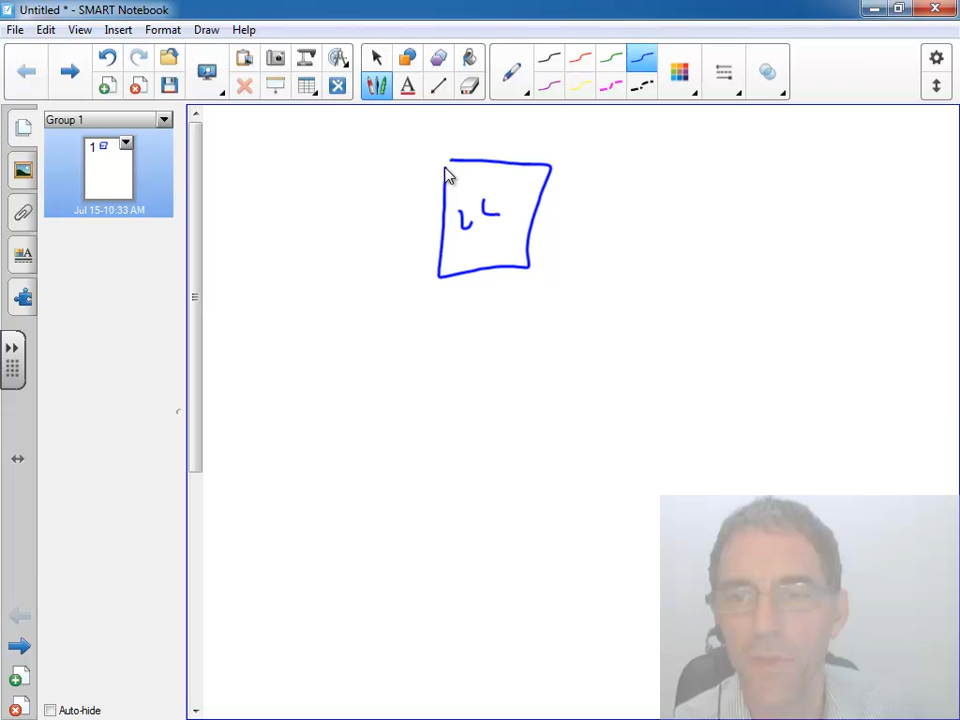 Untitled * - SMART Notebook
File Edit View Insert Format Draw Help
Group 1
1
Jul 15-10:33 AM
Auto-hide